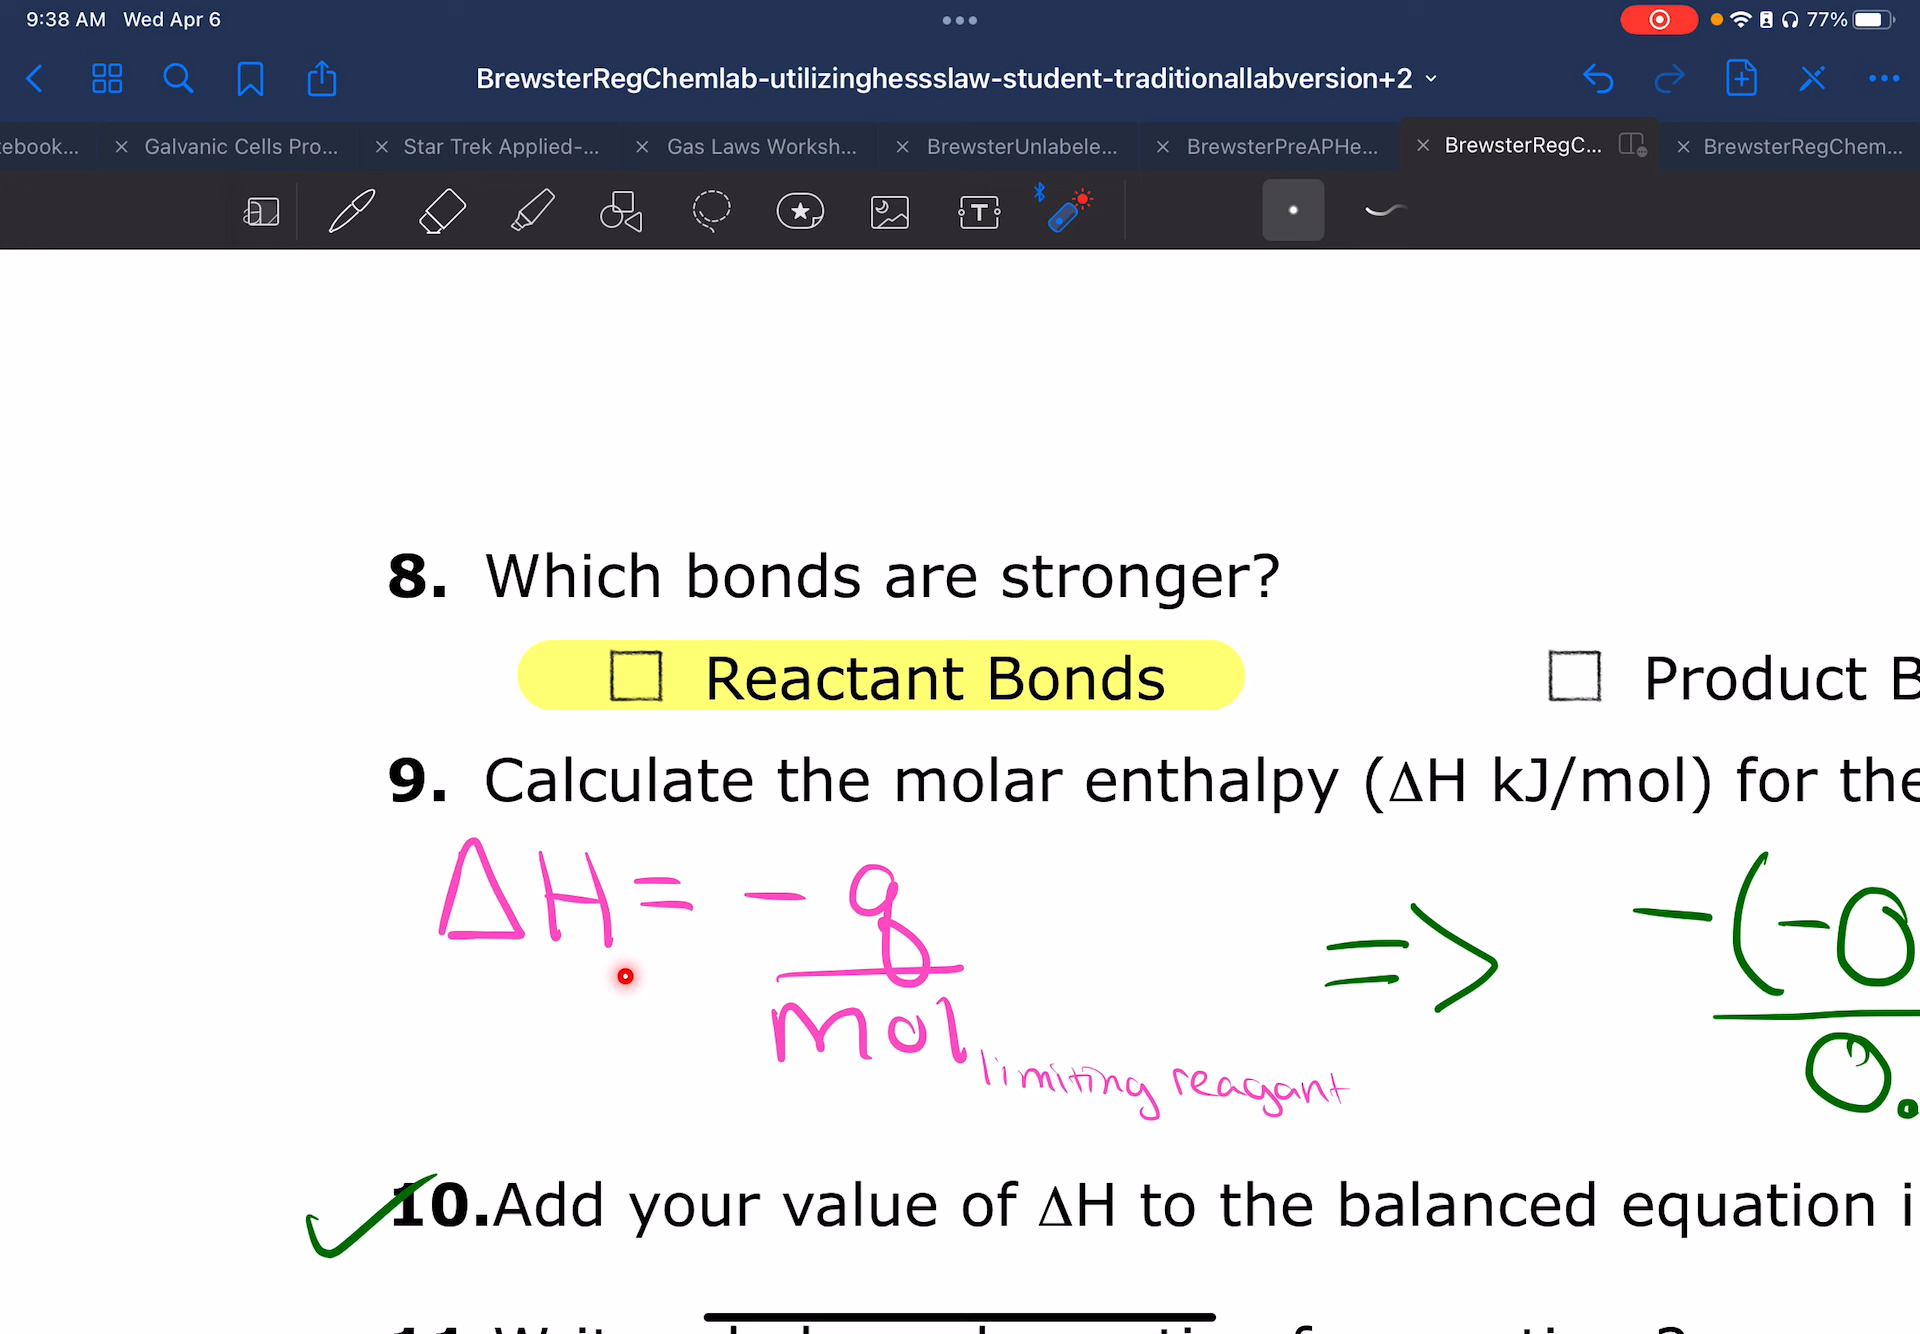 9:38 AM Wed Apr 6
77%
BrewsterRegChemlab-utilizinghessslaw-student-traditionallabversion+2
ebook... × Galvanic Cells Pro... × Star Trek Applied-... × Gas Laws Worksh... × BrewsterUnlabele... × BrewsterPreAPHe... × BrewsterRegC... × BrewsterRegChem...
8. Which bonds are stronger?
☐ Reactant Bonds ☐ Product B
9. Calculate the molar enthalpy (ΔH kJ/mol) for the
ΔH = - q
mol limiting reagant
=> -(-0
0.
10.Add your value of ΔH to the balanced equation i